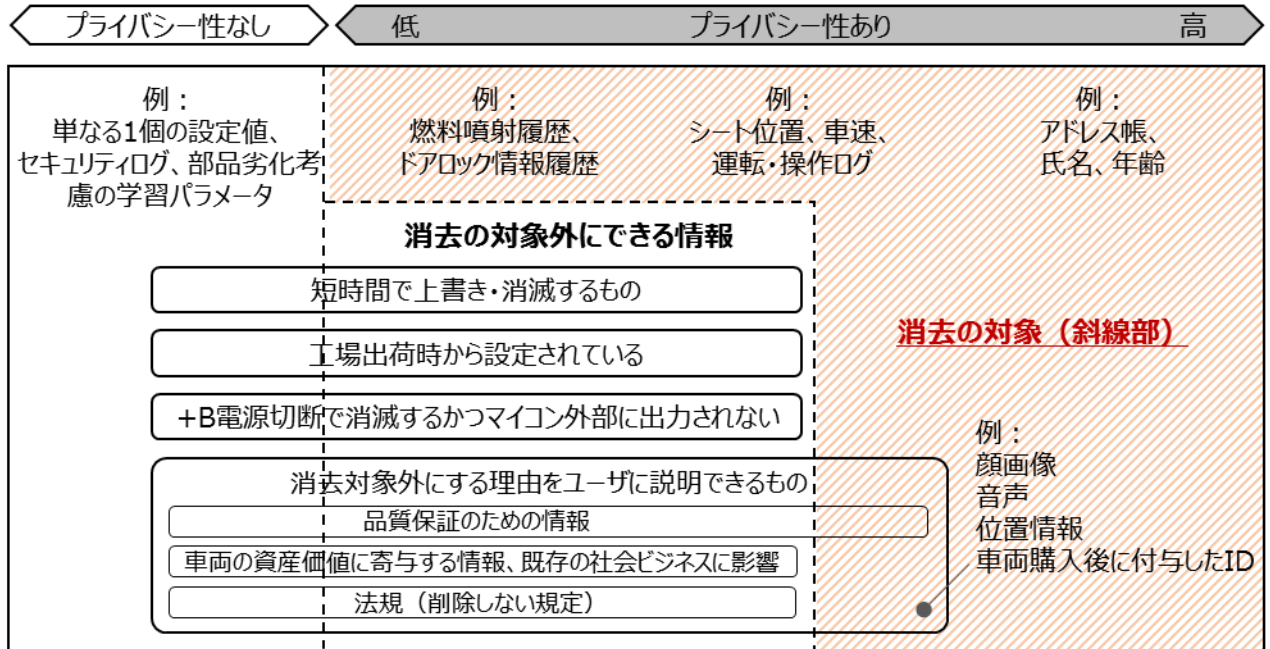 プライバシー性なし
低
プライバシー性あり
高
例：
単なる1個の設定値、
セキュリティログ、部品劣化考
慮の学習パラメータ
例：
燃料噴射履歴、
ドアロック情報履歴
例：
シート位置、車速、
運転・操作ログ
例：
アドレス帳、
氏名、年齢
消去の対象外にできる情報
短時間で上書き・消滅するもの
工場出荷時から設定されている
+B電源切断で消滅するかつマイコン外部に出力されない
消去対象外にする理由をユーザに説明できるもの
品質保証のための情報
車両の資産価値に寄与する情報、既存の社会ビジネスに影響
法規（削除しない規定）
消去の対象（斜線部）
例：
顔画像
音声
位置情報
車両購入後に付与したID